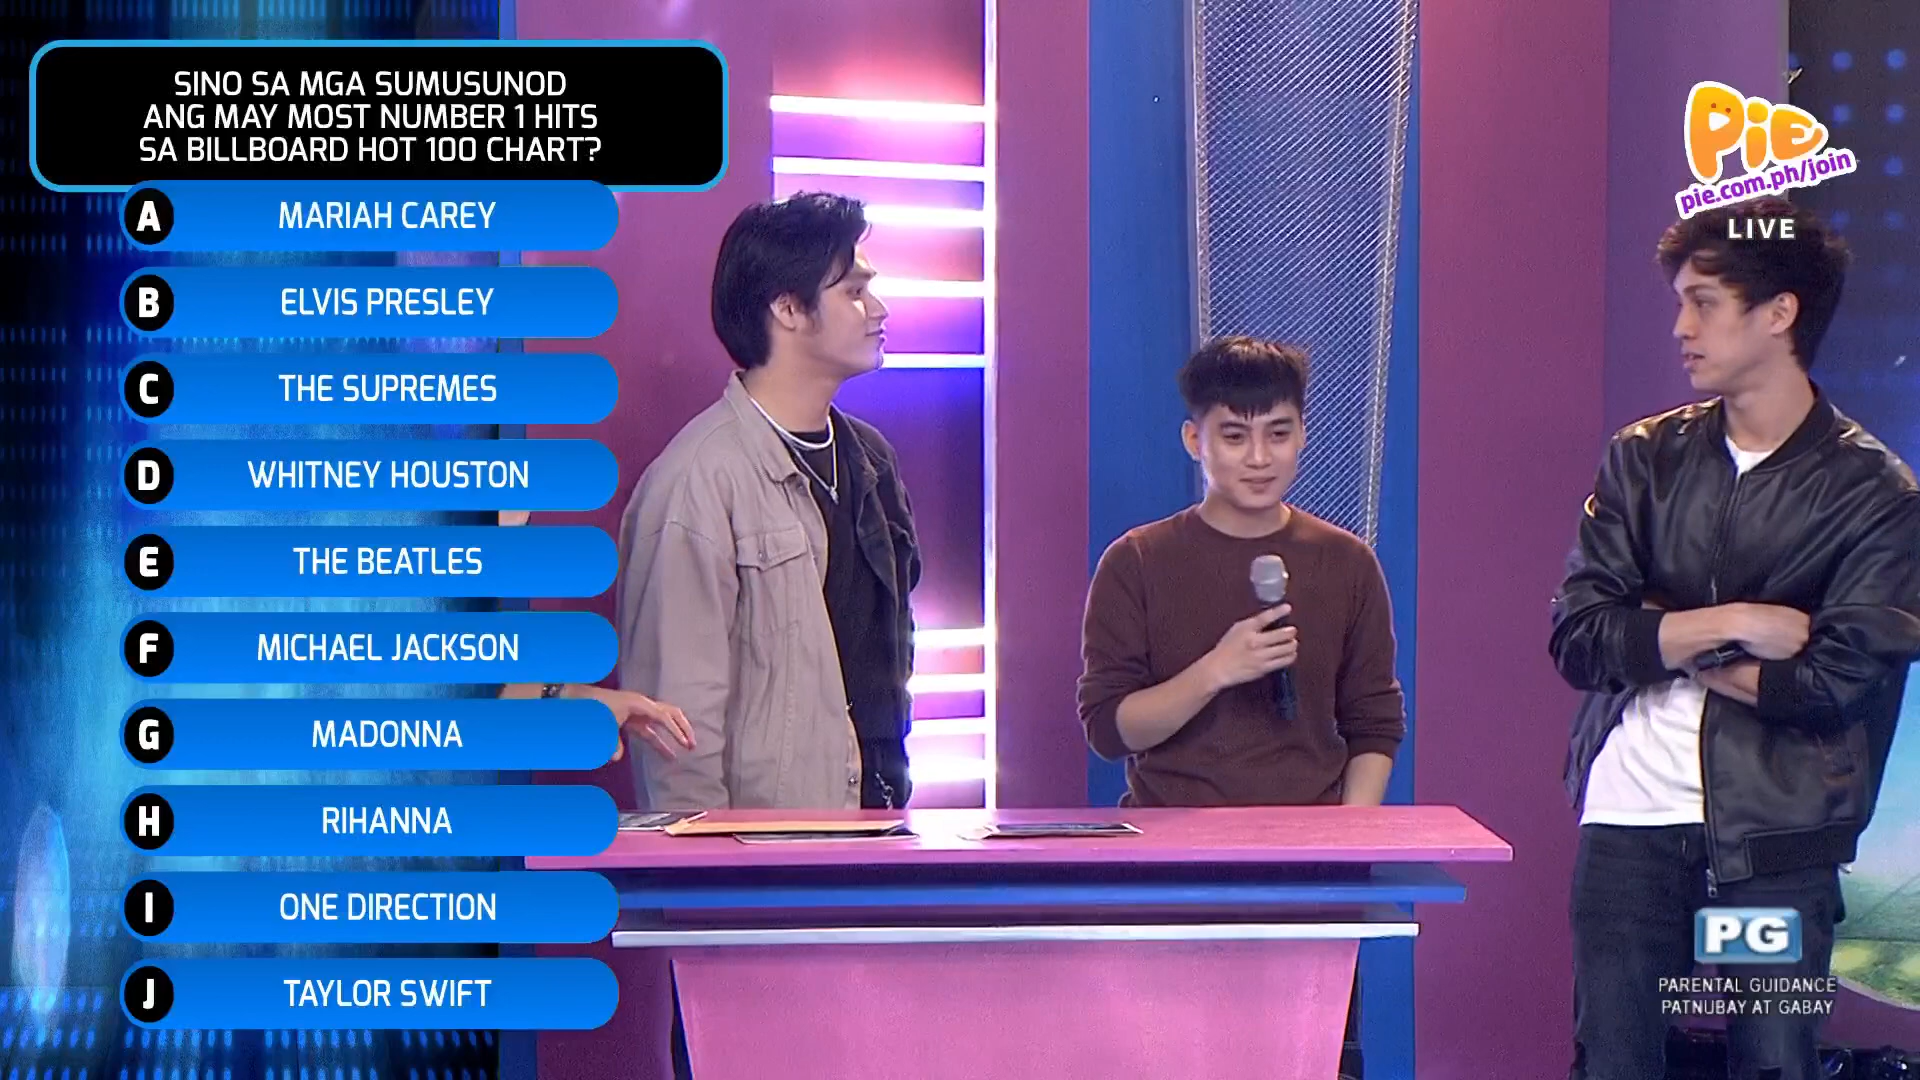 SINO SA MGA SUMUSUNOD
ANG MAY MOST NUMBER 1 HITS
SA BILLBOARD HOT 100 CHART?
A MARIAH CAREY
B ELVIS PRESLEY
C THE SUPREMES
D WHITNEY HOUSTON
E THE BEATLES
F MICHAEL JACKSON
G MADONNA
H RIHANNA
I ONE DIRECTION
J TAYLOR SWIFT
PiE
pie.com.ph/join
LIVE
PG
PARENTAL GUIDANCE
PATNUBAY AT GABAY